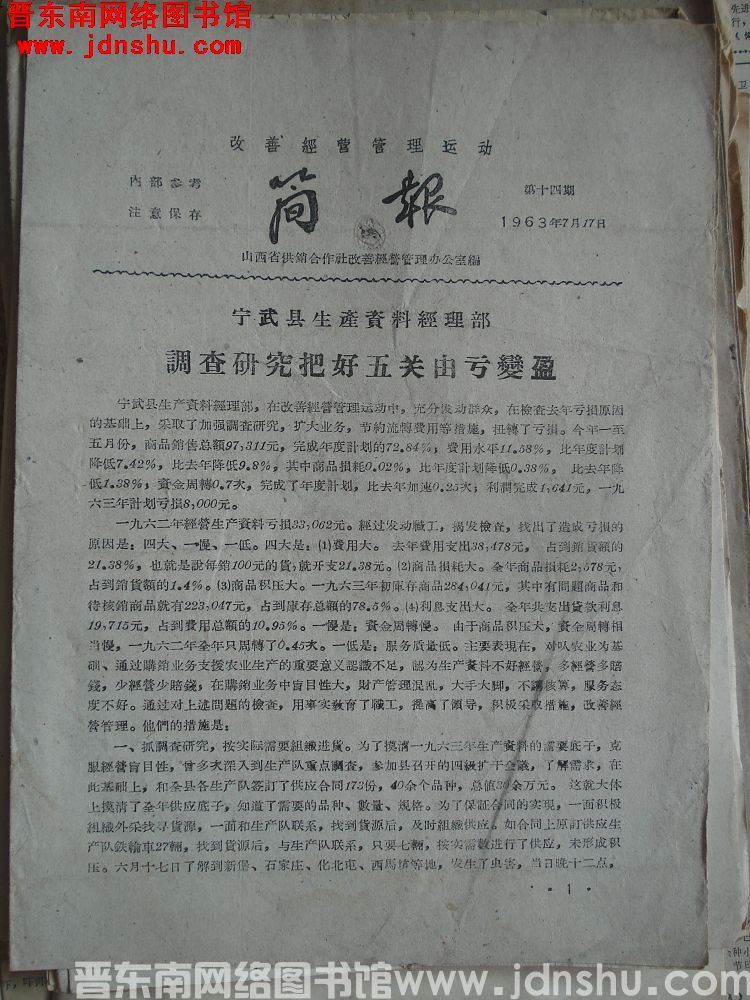 晋东南网络图书馆
www.jdnshu.com
改善經营管理运动
內部参考
注意保存
简報
第十四期
1963年7月17日
山西省供銷合作社改善經營管理办公室編
宁武县生產資料經理部
調查研究把好五关由亏變盈
宁武县生产資料經理部,在改善經營管理运动中,充分发动群众,在检查去年亏損原因
的基础上,采取了加强調查研究,扩大业务,节約流轉費用等措施,扭轉了亏損。今年一至
五月份,商品銷售总額97,311元,完成年度計划的72.84%;費用水平11.58%,比年度計划
降低7.42%,比去年降低9.8%,其中商品損耗0.02%,比年度計划降低0.38%,比去年降
低1.38%;資金周轉0.7次,完成了年度計划,比去年加速0.25次;利潤完成1,641元,一九
六三年計划亏損8,000元。
一九六二年經營生产資料亏損33,062元。經过发动职工,揭发檢查,找出了造成亏損的
原因是:四大、一慢、一低。四大是:(1)費用大。去年費用支出38,478元,占到銷貨額的
21.38%,也就是說每銷100元的貨,就开支21.38元。(2)商品損耗大。全年商品損耗2,578元,
占到銷貨額的1.4%。(3)商品积压大。一九六三年初庫存商品284,041元,其中有問題商品和
待核銷商品就有223,047元,占到庫存总額的78.5%。(4)利息支出大。全年共支出貸款利息
19,715元,占到費用总額的10.95%。一慢是:資金周轉慢。由于商品积压大,資金周轉相
当慢,一九六二年全年只周轉了0.45次。一低是:服务质量低。主要表現在,对以农业为基
础、通过購銷业务支援农业生产的重要意义認識不足,認为生产資料不好經營,多經營多賠
錢,少經營少賠錢;在購銷业务中盲目性大,財产管理混乱,大手大脚,不講核算,服务态
度不好。通过对上述問題的檢查,用事实教育了職工,提高了領导,积极采取措施,改善經
營管理。他們的措施是:
一、抓調查研究,按实际需要組織进貨。为了摸清一九六三年生产資料的需要底子,克
服經營盲目性,曾多次深入到生产队重点調查,参加县召开的四級扩干会議,了解需求,在
此基础上,和全县各生产队签訂了供应合同173份,40余个品种,总値30余万元。这就大体
上摸清了全年供应底子,知道了需要的品种、數量、規格。为了保証合同的实現,一面积极
組織外采找寻貨源,一面和生产队联系,找到貨源后,及时組織供应。如合同上原訂供应生
产队鉄輪車27輛,找到貨源后,与生产队联系,只要七輛,按实需數进行了供应,未形成积
压。六月十七日了解到新堡、石家庄、化北屯、西馬坊等地,发生了虫害,当日晚十二点,
·1·
晋东南网络图书馆www.jdnshu.com